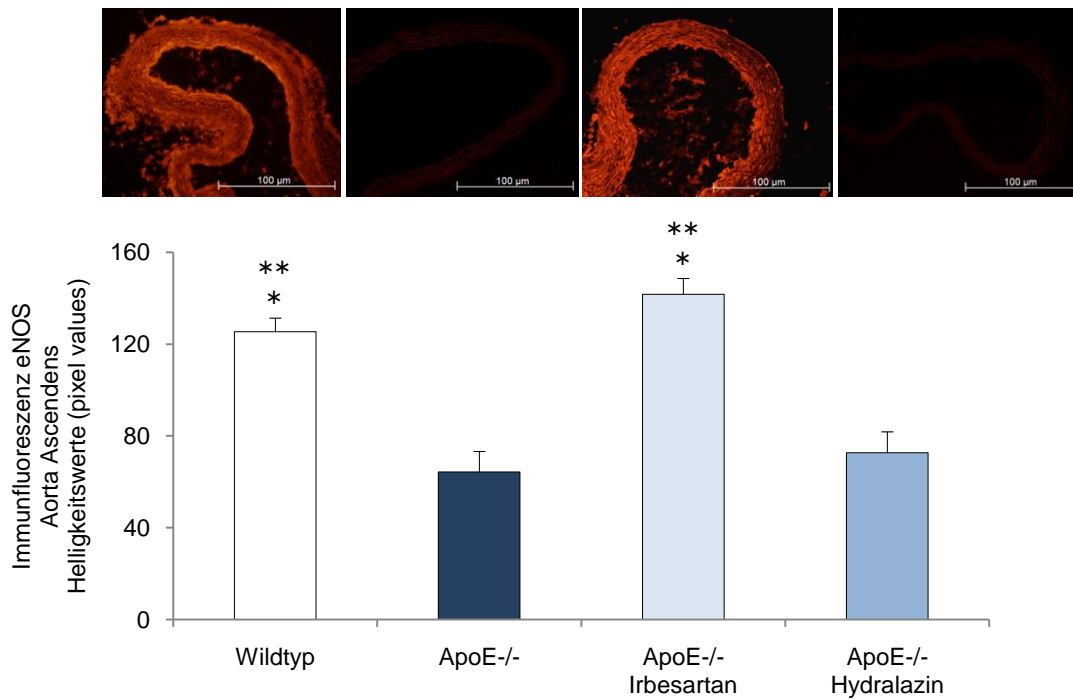 100 µm
100 µm
100 µm
100 µm
Immunfluoreszenz eNOS
Aorta Ascendens
Helligkeitswerte (pixel values)
160
120
80
40
0
**
*
**
*
Wildtyp
ApoE-/-
ApoE-/-
Irbesartan
ApoE-/-
Hydralazin